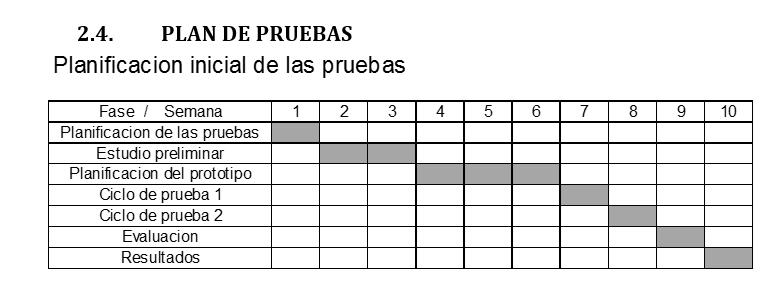 2.4. PLAN DE PRUEBAS
Planificacion inicial de las pruebas
Fase / Semana 1 2 3 4 5 6 7 8 9 10
Planificacion de las pruebas
Estudio preliminar
Planificacion del prototipo
Ciclo de prueba 1
Ciclo de prueba 2
Evaluacion
Resultados